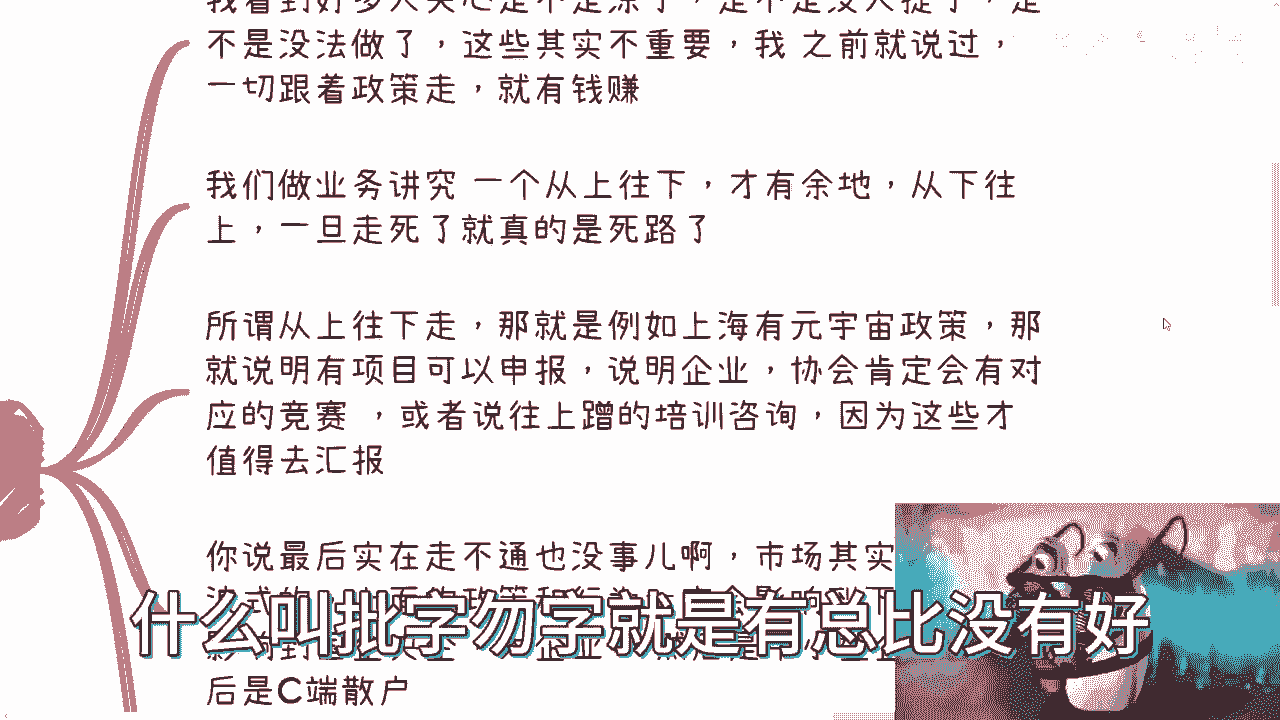 不是没法做了，这些其实不重要，我 之前就说过，
一切跟着政策走，就有钱赚
我们做业务讲究 一个从上往下，才有余地，从下往
上，一旦走死了就真的是死路了
所谓从上往下走，那就是例如上海有元宇宙政策，那
就说明有项目可以申报，说明企业，协会肯定会有对
应的竞赛 ，或者说往上蹭的培训咨询，因为这些才
值得去汇报
你说最后实在走不通也没事儿啊，市场其实
什么叫批字勿字就是有总比没有好
后是C端散户